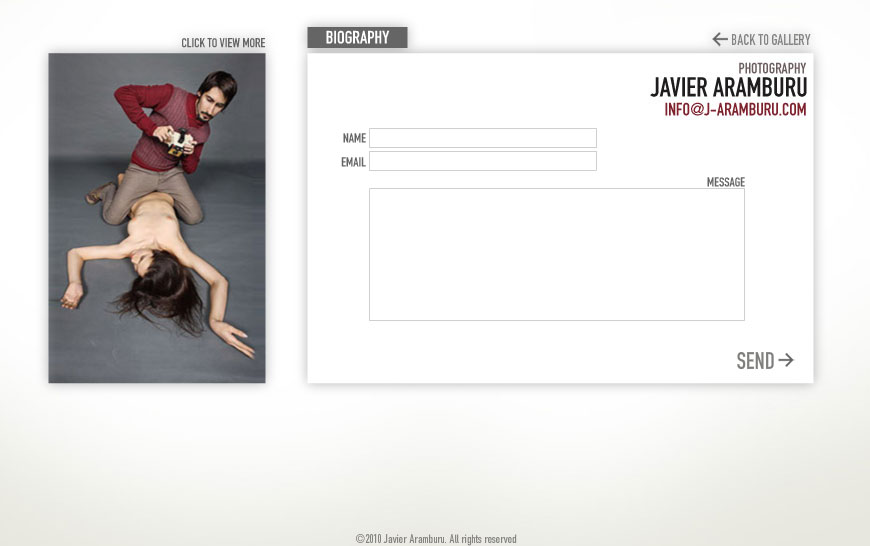 CLICK TO VIEW MORE
BIOGRAPHY
BACK TO GALLERY
PHOTOGRAPHY
JAVIER ARAMBURU
INFO@J-ARAMBURU.COM
NAME
EMAIL
MESSAGE
SEND
©2010 Javier Aramburu. All rights reserved